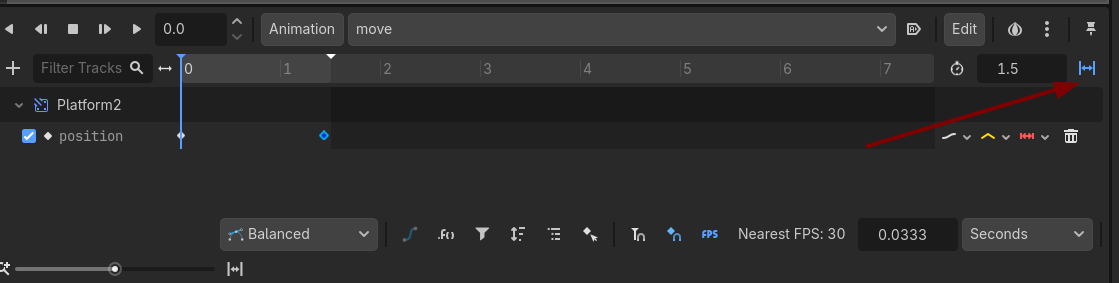 0.0 Animation move Edit
Filter Tracks 0 1 2 3 4 5 6 7 1.5
Platform2
position
Balanced .f() FPS Nearest FPS: 30 0.0333 Seconds